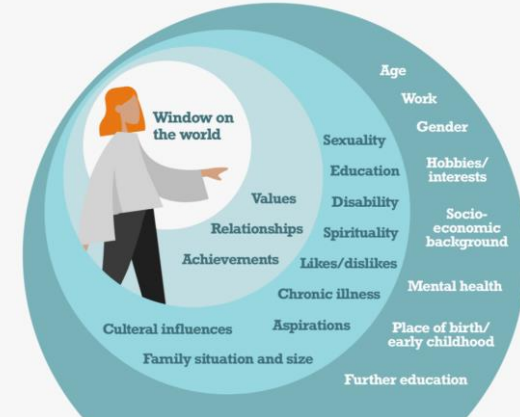 Window on
the world
Values
Relationships
Achievements
Sexuality
Education
Disability
Spirituality
Likes/dislikes
Chronic illness
Aspirations
Culteral influences
Family situation and size
Age
Work
Gender
Hobbies/
interests
Socio-
economic
background
Mental health
Place of birth/
early childhood
Further education